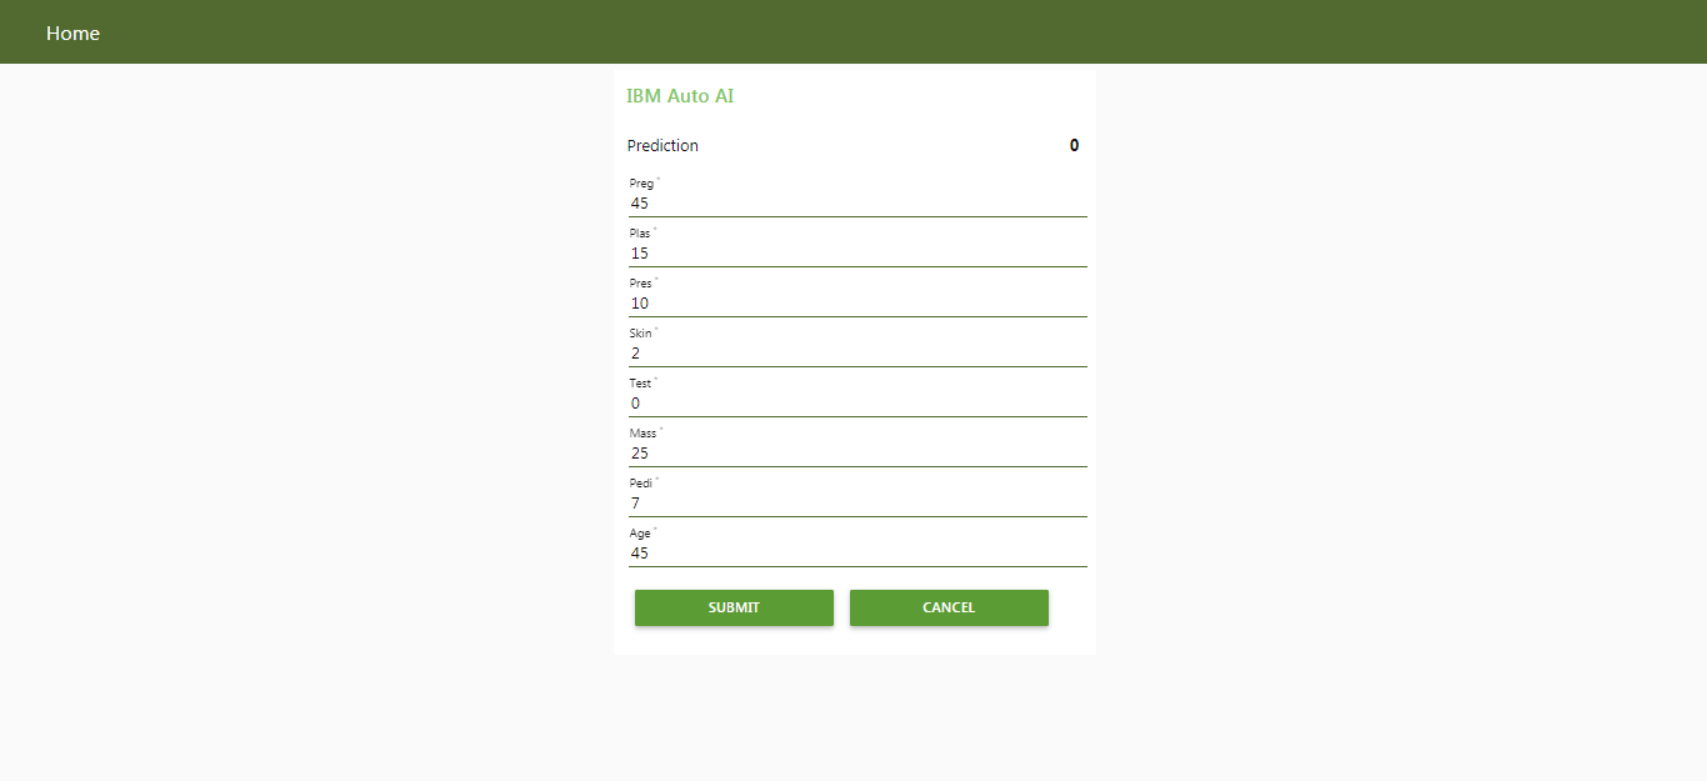 Home
IBM Auto AI
Prediction 0
Preg *
45
Plas *
15
Pres *
10
Skin *
2
Test *
0
Mass *
25
Pedi *
7
Age *
45
SUBMIT CANCEL